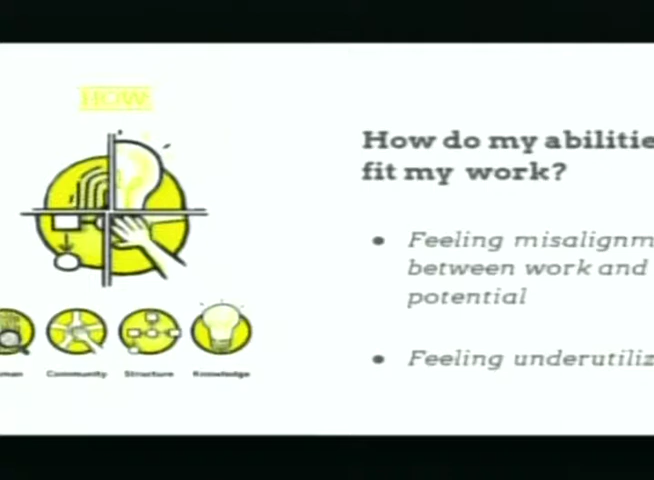 HOW:
How do my abilitie
fit my work?
Feeling misalignm
between work and
potential
Feeling underutiliz
Community
Structure
Knowledge